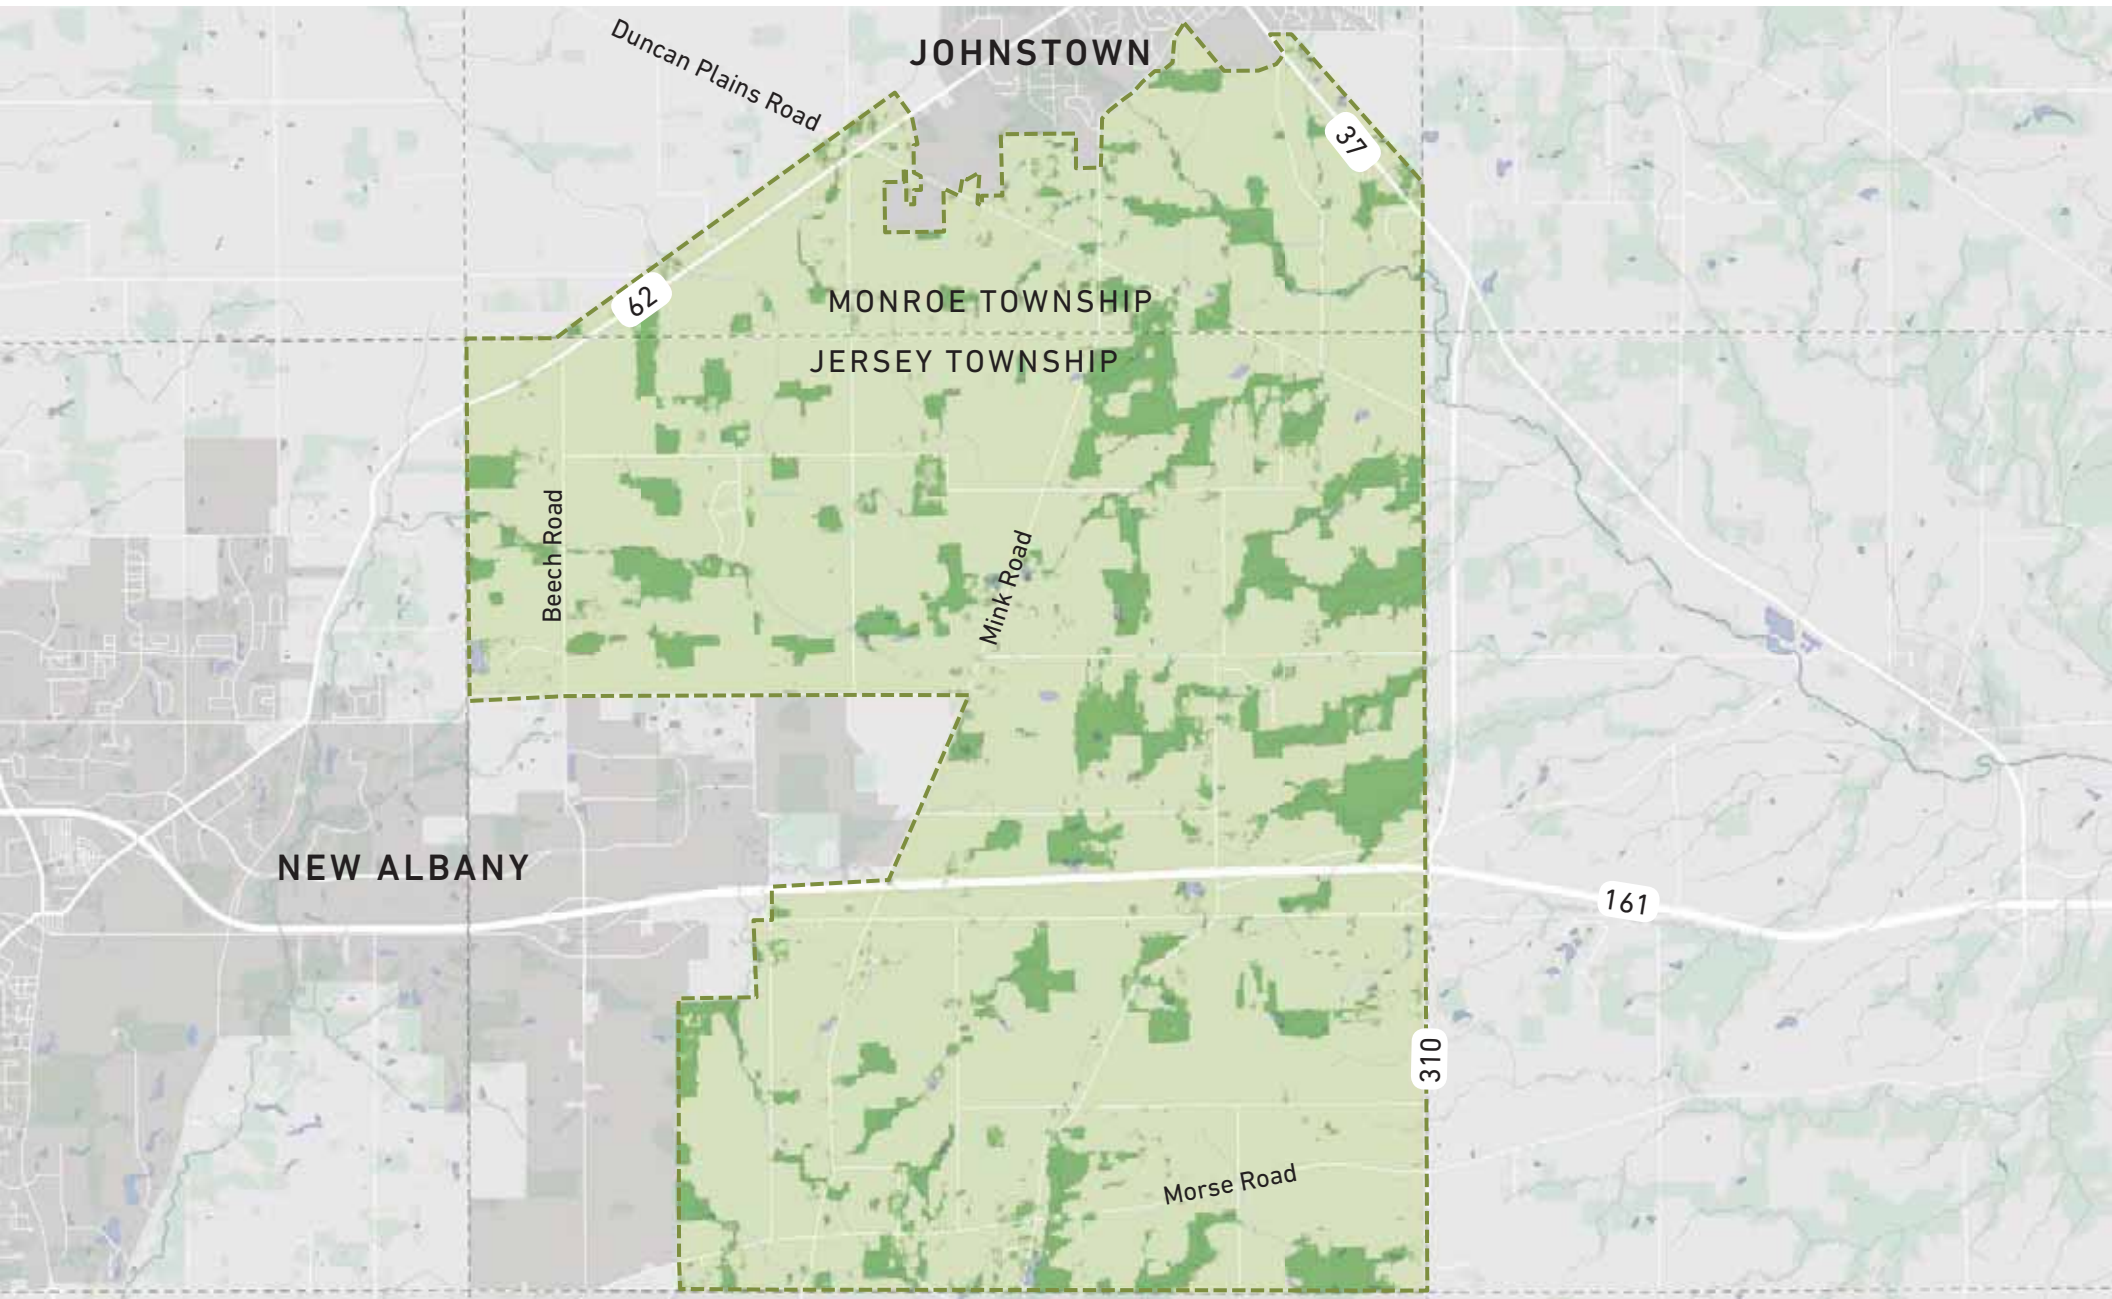 Duncan Plains Road
JOHNSTOWN
37
62
MONROE TOWNSHIP
JERSEY TOWNSHIP
Beech Road
Mink Road
NEW ALBANY
161
310
Morse Road